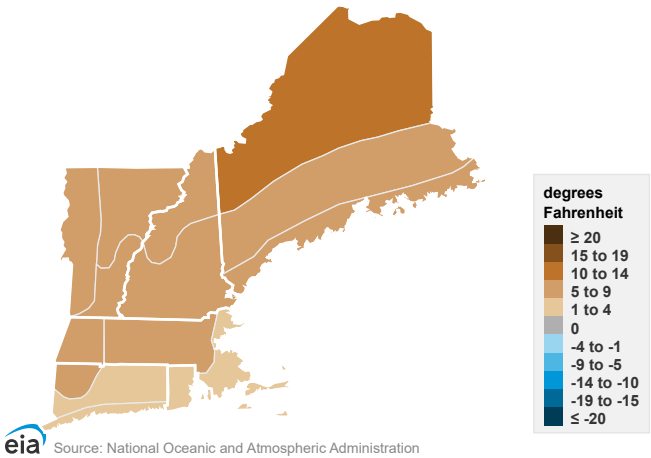 degrees
Fahrenheit
≥ 20
15 to 19
10 to 14
5 to 9
1 to 4
0
-4 to -1
-9 to -5
-14 to -10
-19 to -15
≤ -20
eia
Source: National Oceanic and Atmospheric Administration